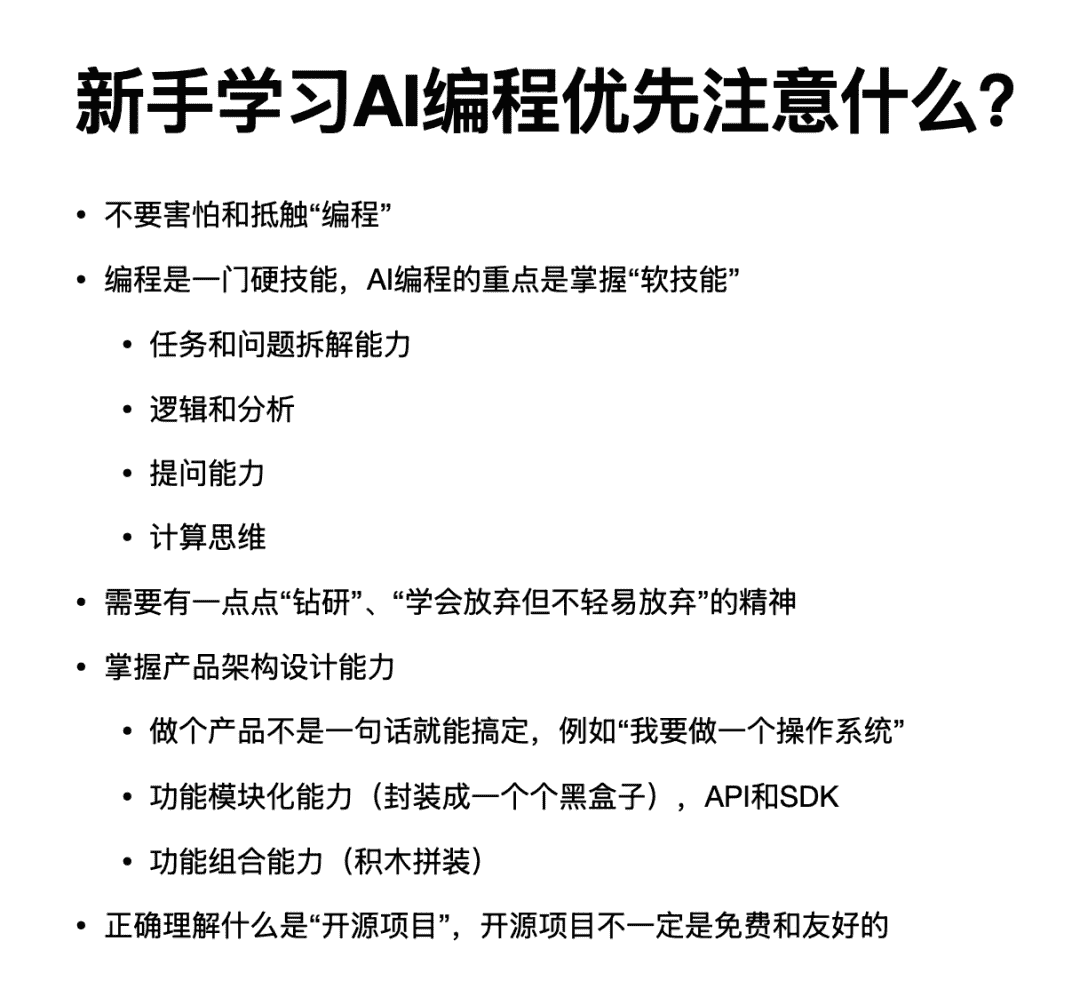 新手学习AI编程优先注意什么？
• 不要害怕和抵触“编程”
• 编程是一门硬技能，AI编程的重点是掌握“软技能”
• 任务和问题拆解能力
• 逻辑和分析
• 提问能力
• 计算思维
• 需要有一点点“钻研”、“学会放弃但不轻易放弃”的精神
• 掌握产品架构设计能力
• 做个产品不是一句话就能搞定，例如“我要做一个操作系统”
• 功能模块化能力（封装成一个个黑盒子），API和SDK
• 功能组合能力（积木拼装）
• 正确理解什么是“开源项目”，开源项目不一定是免费和友好的